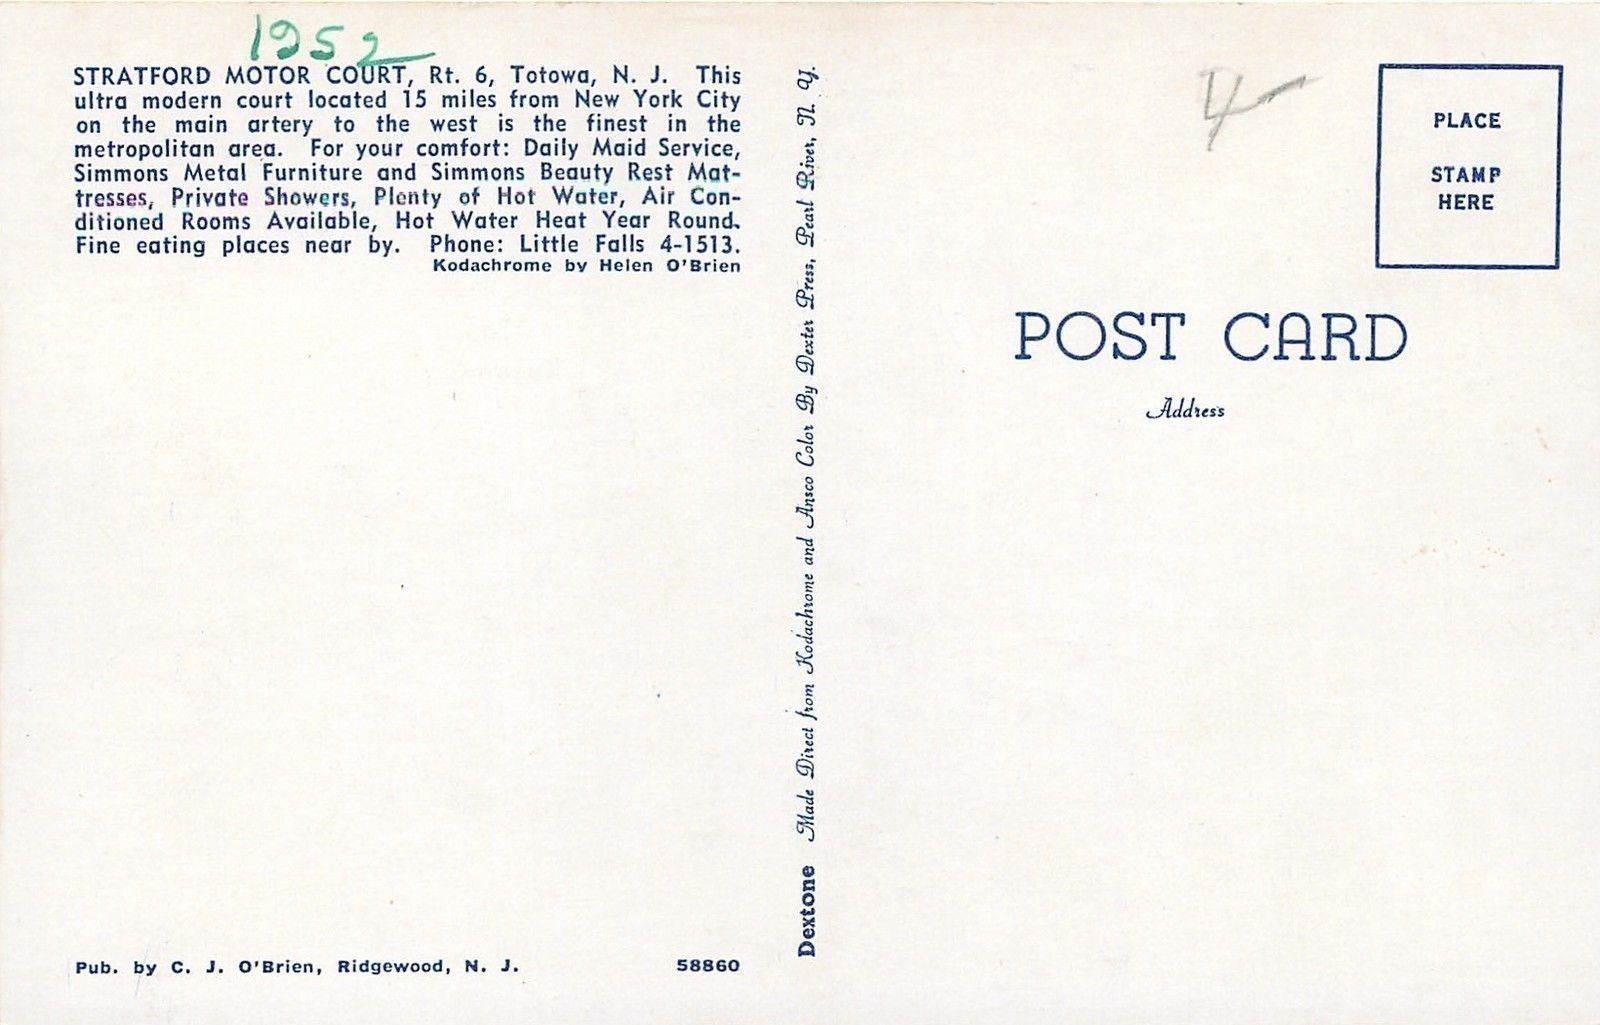 1952
STRATFORD MOTOR COURT, Rt. 6, Totowa, N. J. This
ultra modern court located 15 miles from New York City
on the main artery to the west is the finest in the
metropolitan area. For your comfort: Daily Maid Service,
Simmons Metal Furniture and Simmons Beauty Rest Mat-
tresses, Private Showers, Plenty of Hot Water, Air Con-
ditioned Rooms Available, Hot Water Heat Year Round.
Fine eating places near by. Phone: Little Falls 4-1513.
Kodachrome by Helen O'Brien
Pub. by C. J. O'Brien, Ridgewood, N. J.
58860
Dextone Made Direct from Kodachrome and Ansco Color By Dexter Press, Pearl River, N. Y.
PLACE
STAMP
HERE
POST CARD
Address